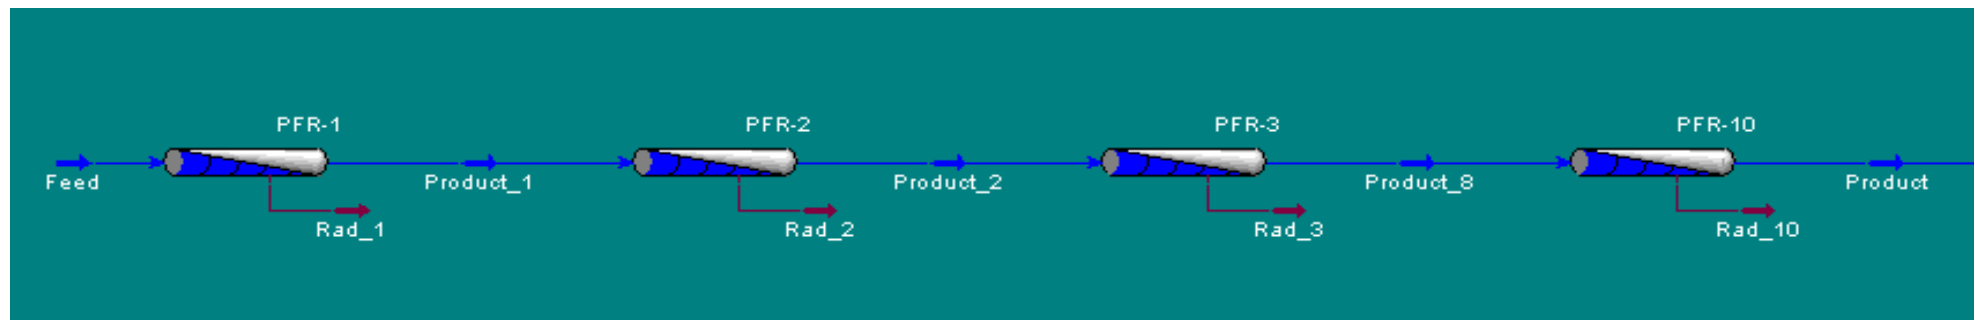 PFR-1 PFR-2 PFR-3 PFR-10
Feed Product_1 Product_2 Product_8 Product
Rad_1 Rad_2 Rad_3 Rad_10